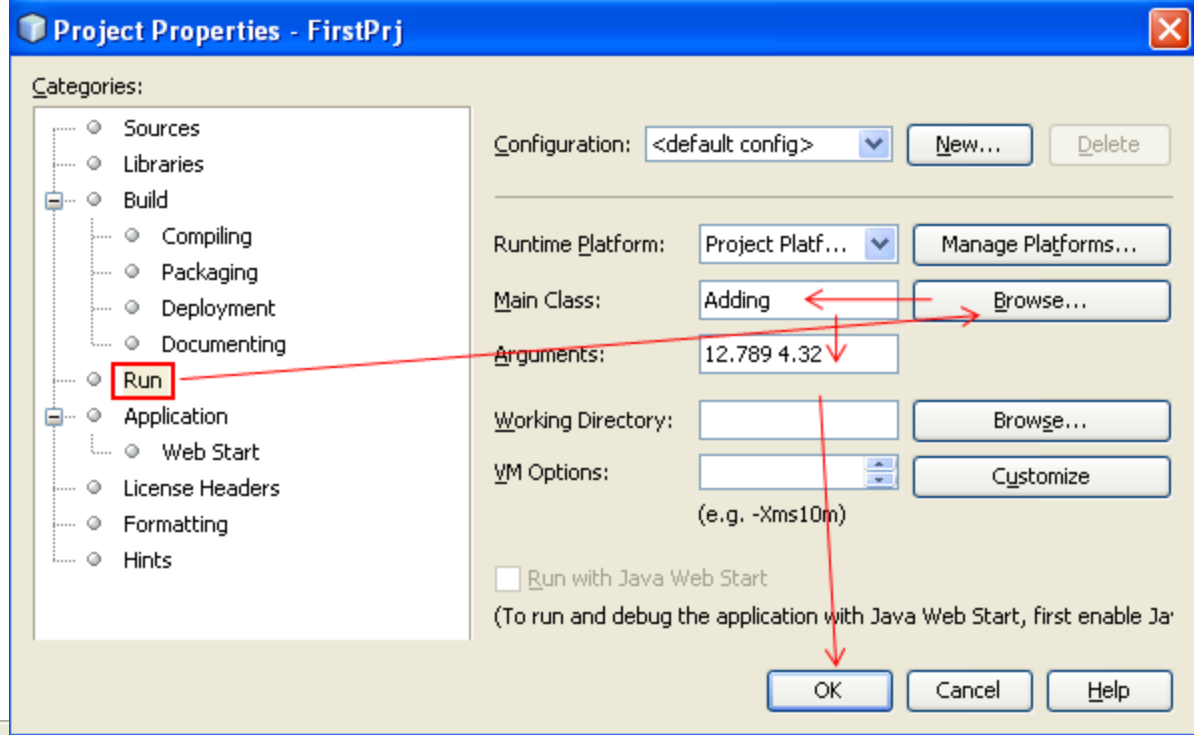 Project Properties - FirstPrj
Categories:
Sources
Libraries
Build
Compiling
Packaging
Deployment
Documenting
Run
Application
Web Start
License Headers
Formatting
Hints
Configuration: <default config> New... Delete
Runtime Platform: Project Platf... Manage Platforms...
Main Class: Adding Browse...
Arguments: 12.789 4.32
Working Directory: Browse...
VM Options: Customize
(e.g. -Xms10m)
Run with Java Web Start
(To run and debug the application with Java Web Start, first enable Ja
OK Cancel Help